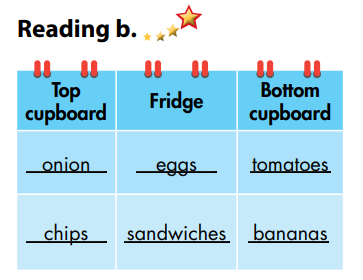 Reading b.
Top cupboard Fridge Bottom cupboard
onion eggs tomatoes
chips sandwiches bananas